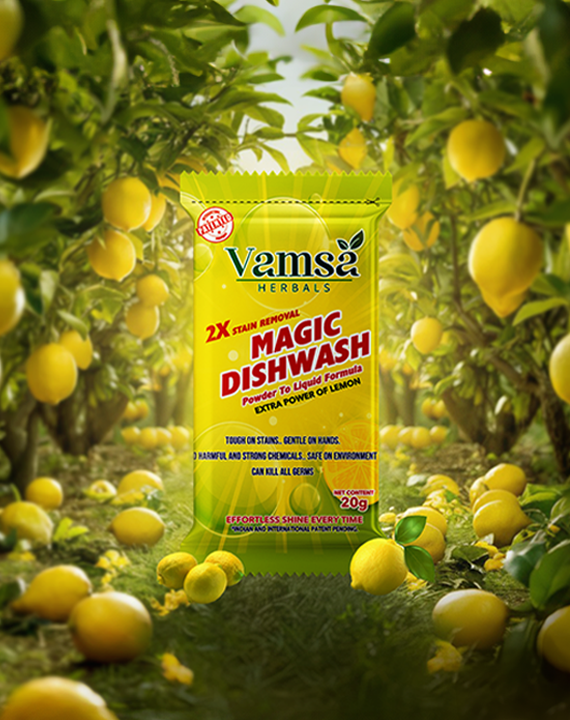 Vamsa
HERBALS
2X STAIN REMOVAL
MAGIC
DISHWASH
Powder To Liquid Formula
EXTRA POWER OF LEMON
TOUGH ON STAINS.. GENTLE ON HANDS.
HARMFUL AND STRONG CHEMICALS.. SAFE ON ENVIRONMENT
CAN KILL ALL GERMS
NET CONTENT
20g
EFFORTLESS SHINE EVERY TIME
*INDIAN AND INTERNATIONAL PATENT PENDING.